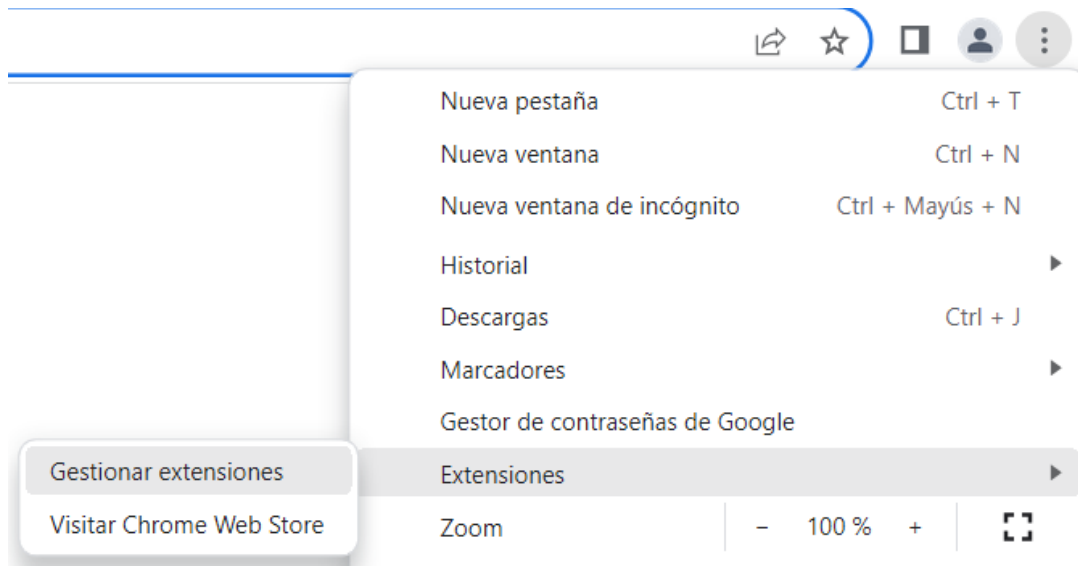 Nueva pestaña Ctrl + T
Nueva ventana Ctrl + N
Nueva ventana de incógnito Ctrl + Mayús + N
Historial
Descargas Ctrl + J
Marcadores
Gestor de contraseñas de Google
Extensiones
Gestionar extensiones
Visitar Chrome Web Store
Zoom − 100 % +